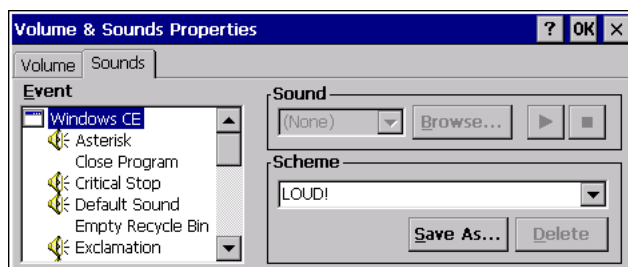 Volume & Sounds Properties ? OK ×
Volume Sounds
Event
Windows CE
Asterisk
Close Program
Critical Stop
Default Sound
Empty Recycle Bin
Exclamation
Sound
(None) Browse...
Scheme
LOUD!
Save As... Delete